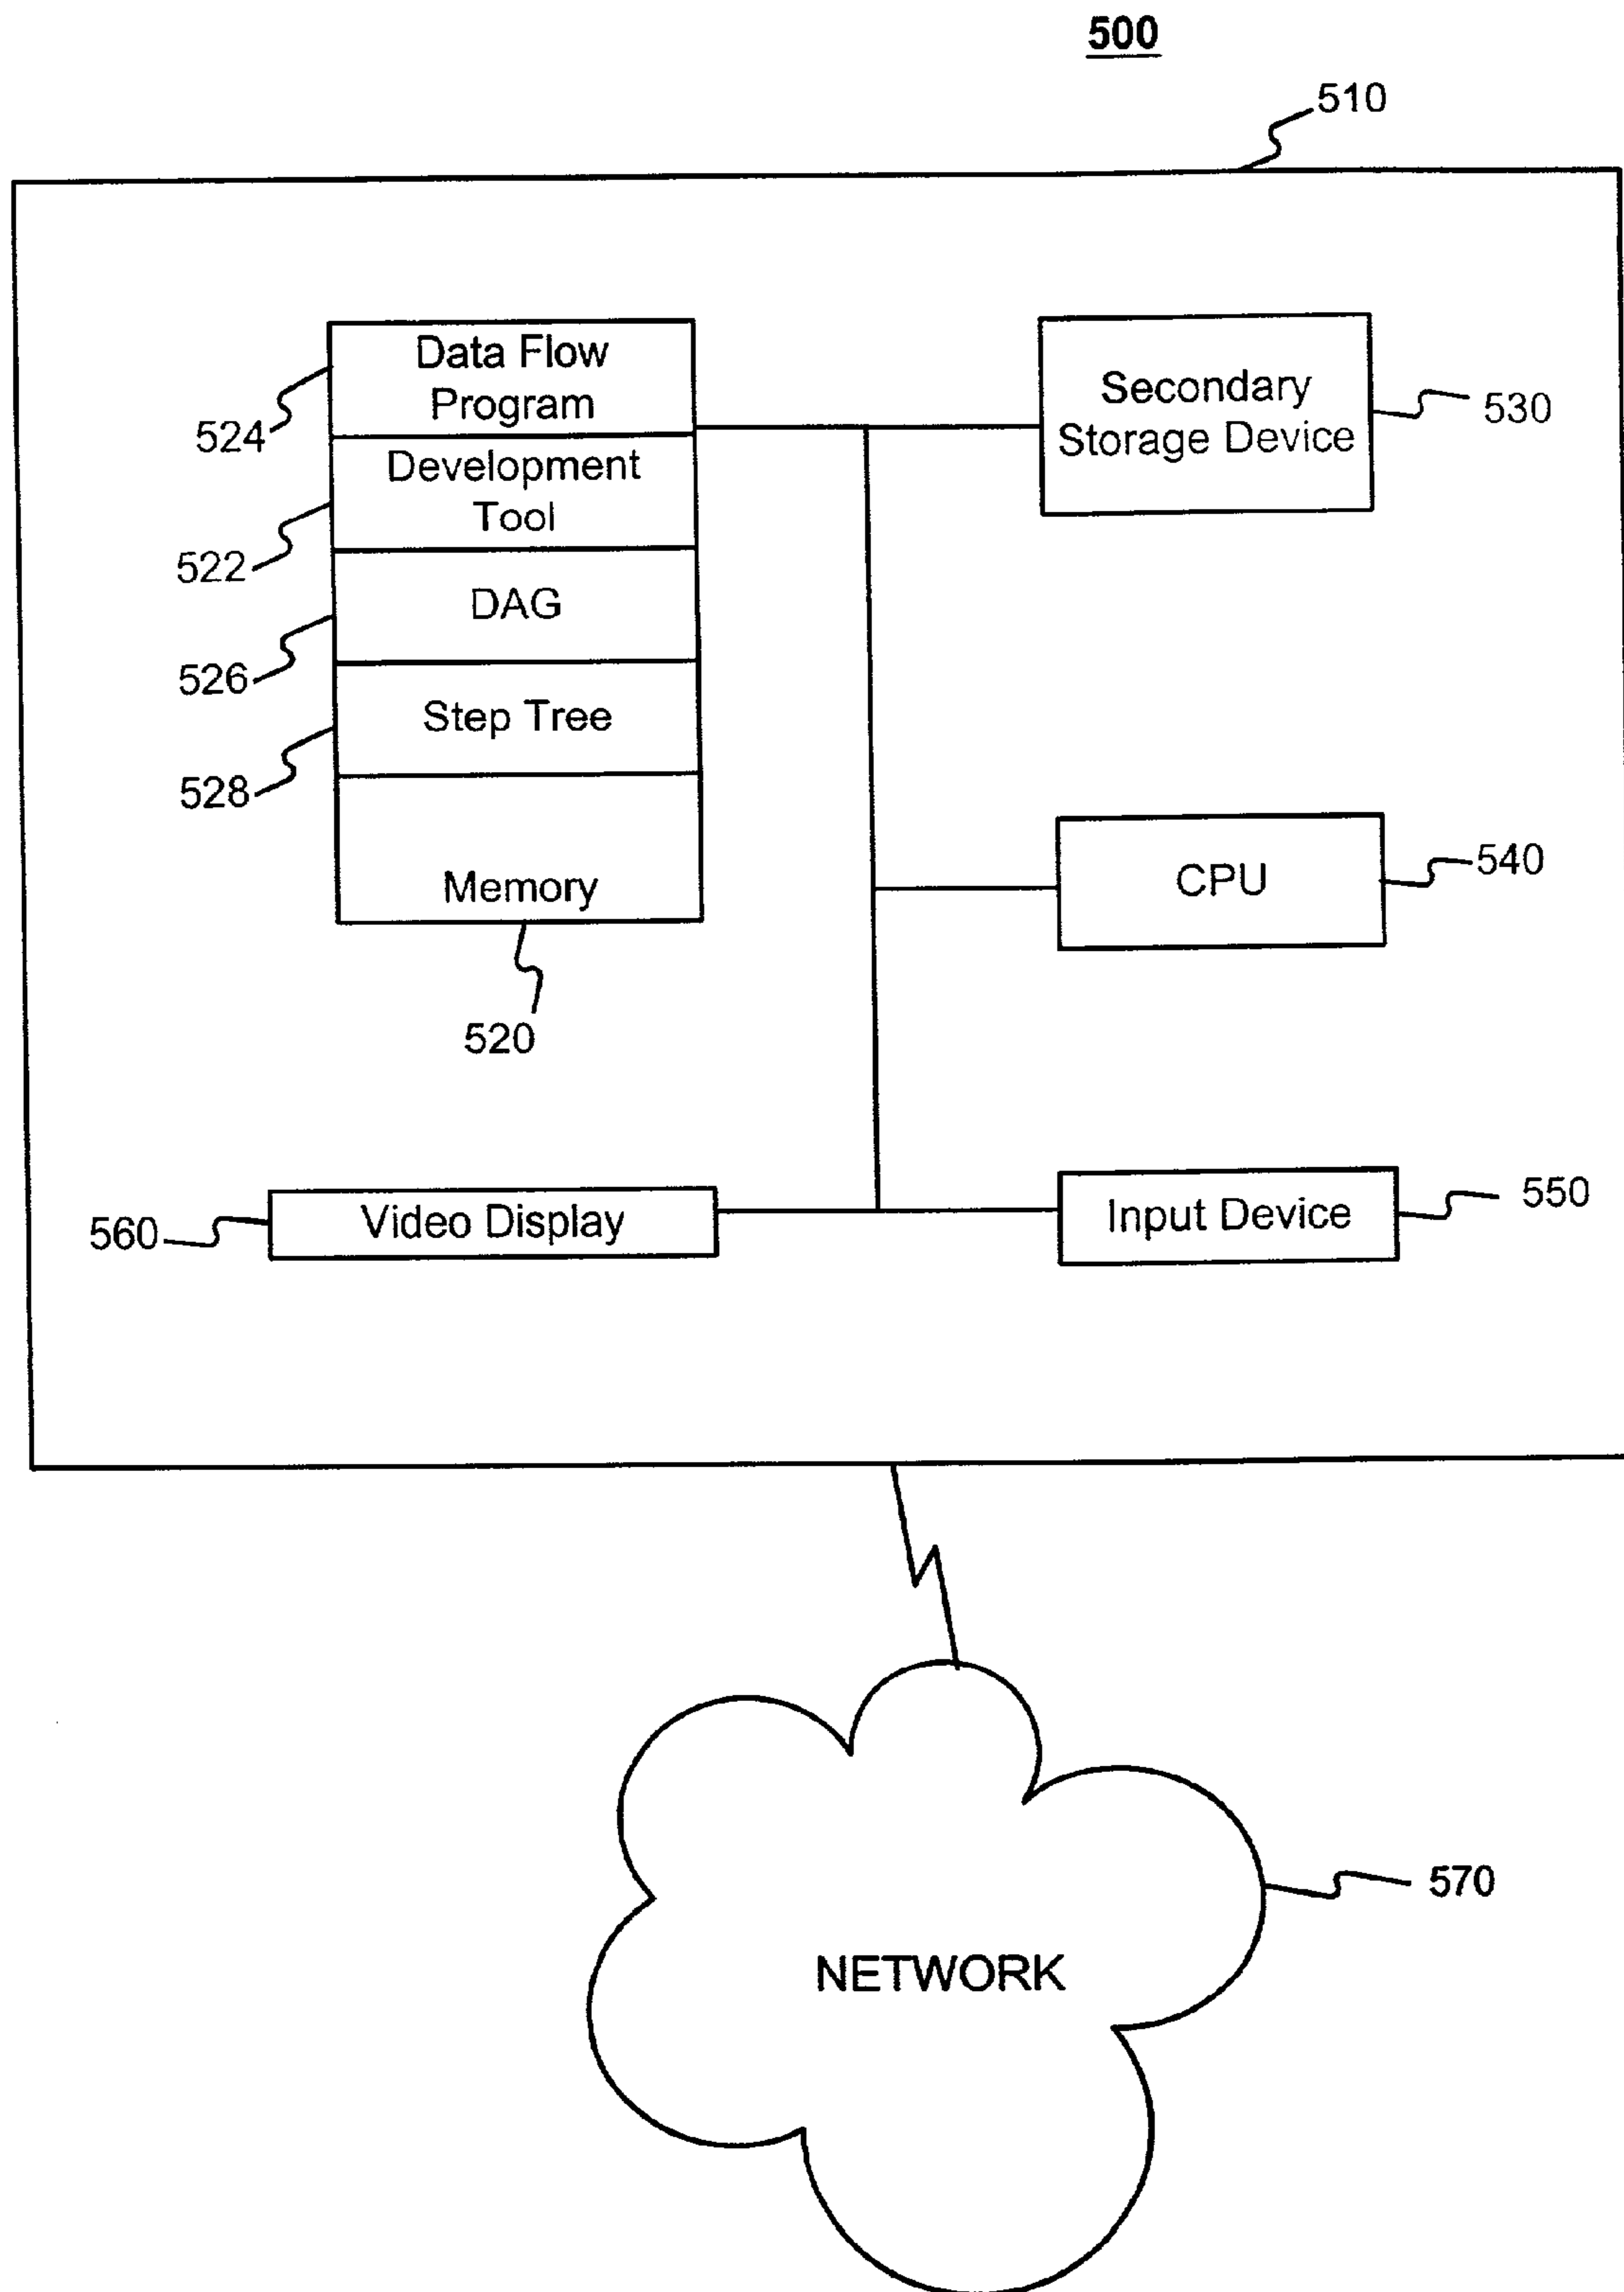 500
510
Data Flow
Program
524
Development
Tool
522
DAG
526
Step Tree
528
Memory
520
Secondary
Storage Device
530
CPU
540
Video Display
560
Input Device
550
NETWORK
570